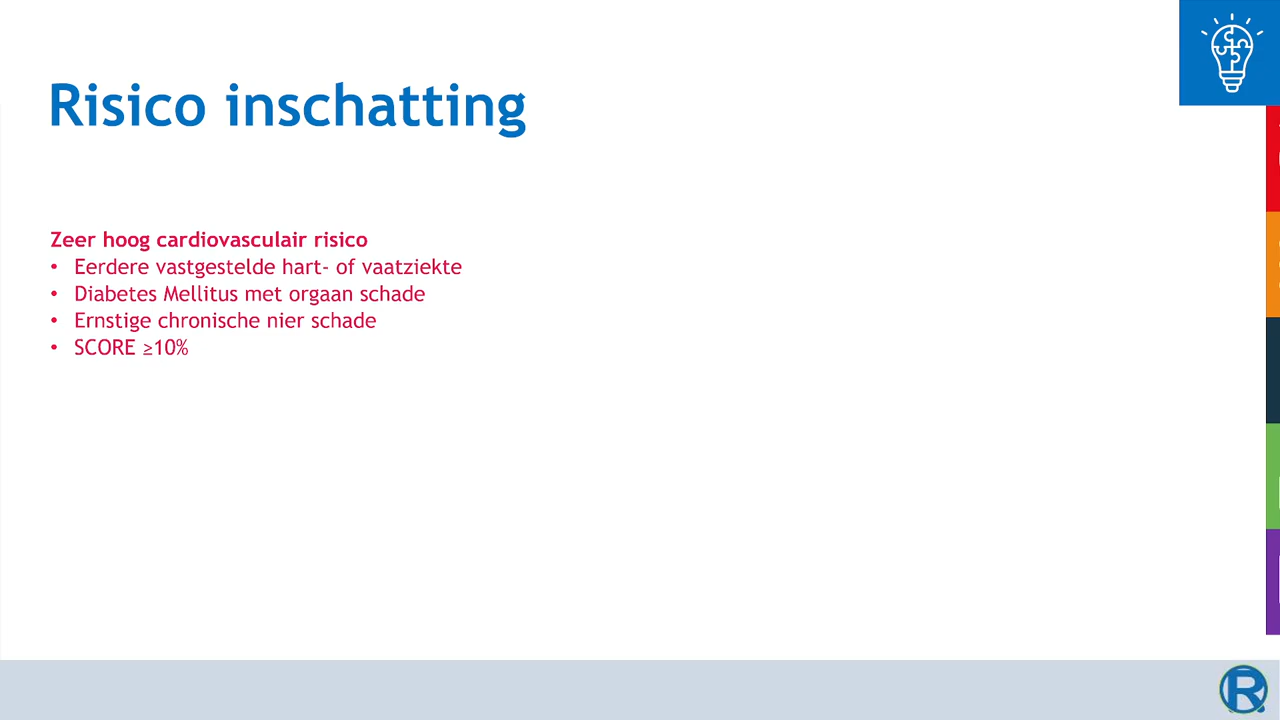 Risico inschatting
Zeer hoog cardiovasculair risico
• Eerdere vastgestelde hart- of vaatziekte
• Diabetes Mellitus met orgaan schade
• Ernstige chronische nier schade
• SCORE ≥10%
R